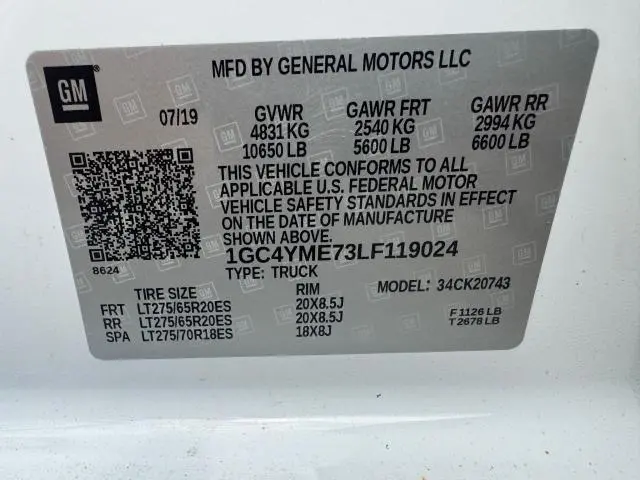 GM
MFD BY GENERAL MOTORS LLC
07/19
GVWR GAWR FRT GAWR RR
4831 KG 2540 KG 2994 KG
10650 LB 5600 LB 6600 LB
THIS VEHICLE CONFORMS TO ALL
APPLICABLE U.S. FEDERAL MOTOR
VEHICLE SAFETY STANDARDS IN EFFECT
ON THE DATE OF MANUFACTURE
SHOWN ABOVE.
8624
1GC4YME73LF119024
TYPE: TRUCK
MODEL: 34CK20743
TIRE SIZE RIM
FRT LT275/65R20ES 20X8.5J
RR LT275/65R20ES 20X8.5J
SPA LT275/70R18ES 18X8J
F1126 LB
T2678 LB